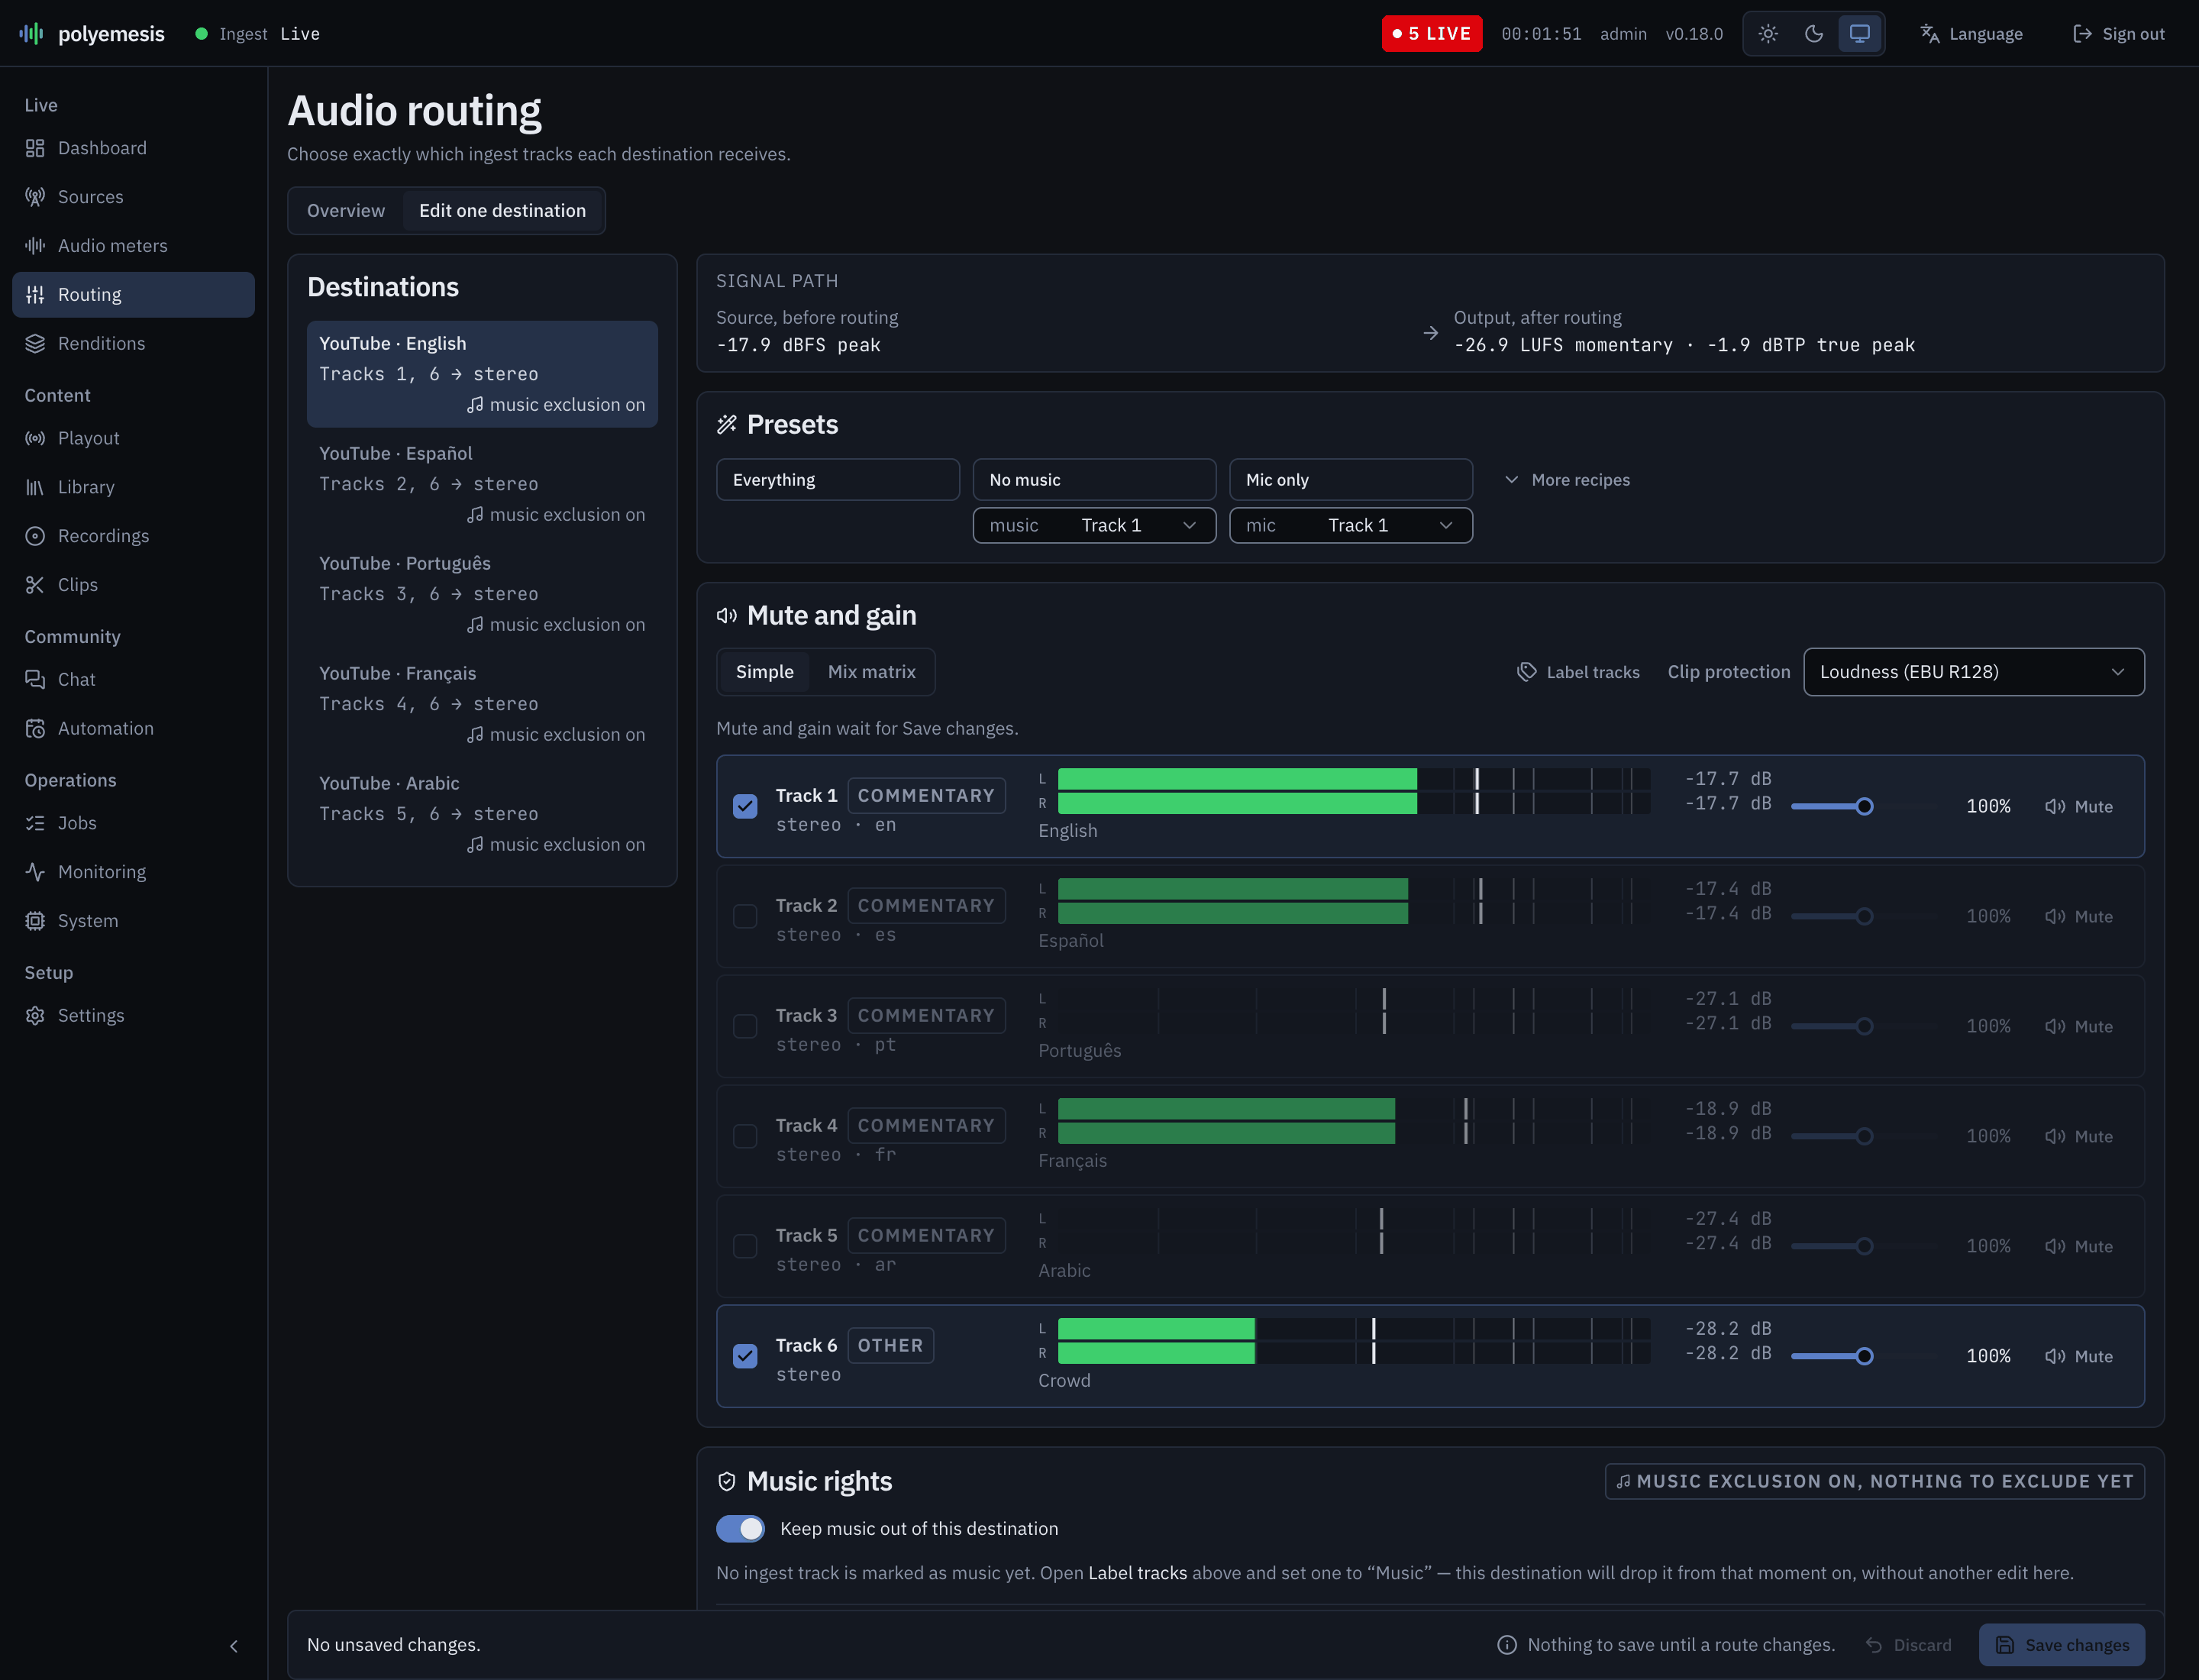 polyemesis
Ingest Live
5 LIVE
00:01:51
admin
v0.18.0
Language
Sign out
Live
Dashboard
Sources
Audio meters
Routing
Renditions
Content
Playout
Library
Recordings
Clips
Community
Chat
Automation
Operations
Jobs
Monitoring
System
Setup
Settings
Audio routing
Choose exactly which ingest tracks each destination receives.
Overview
Edit one destination
Destinations
YouTube · English
Tracks 1, 6 → stereo
music exclusion on
YouTube · Español
Tracks 2, 6 → stereo
music exclusion on
YouTube · Português
Tracks 3, 6 → stereo
music exclusion on
YouTube · Français
Tracks 4, 6 → stereo
music exclusion on
YouTube · Arabic
Tracks 5, 6 → stereo
music exclusion on
SIGNAL PATH
Source, before routing
-17.9 dBFS peak
→
Output, after routing
-26.9 LUFS momentary · -1.9 dBTP true peak
Presets
Everything
No music
Mic only
More recipes
music Track 1
mic Track 1
Mute and gain
Simple
Mix matrix
Label tracks
Clip protection
Loudness (EBU R128)
Mute and gain wait for Save changes.
Track 1 COMMENTARY
stereo · en
L
R
English
-17.7 dB
-17.7 dB
100%
Mute
Track 2 COMMENTARY
stereo · es
L
R
Español
-17.4 dB
-17.4 dB
100%
Mute
Track 3 COMMENTARY
stereo · pt
L
R
Português
-27.1 dB
-27.1 dB
100%
Mute
Track 4 COMMENTARY
stereo · fr
L
R
Français
-18.9 dB
-18.9 dB
100%
Mute
Track 5 COMMENTARY
stereo · ar
L
R
Arabic
-27.4 dB
-27.4 dB
100%
Mute
Track 6 OTHER
stereo
L
R
Crowd
-28.2 dB
-28.2 dB
100%
Mute
Music rights
MUSIC EXCLUSION ON, NOTHING TO EXCLUDE YET
Keep music out of this destination
No ingest track is marked as music yet. Open Label tracks above and set one to “Music” — this destination will drop it from that moment on, without another edit here.
No unsaved changes.
Nothing to save until a route changes.
Discard
Save changes